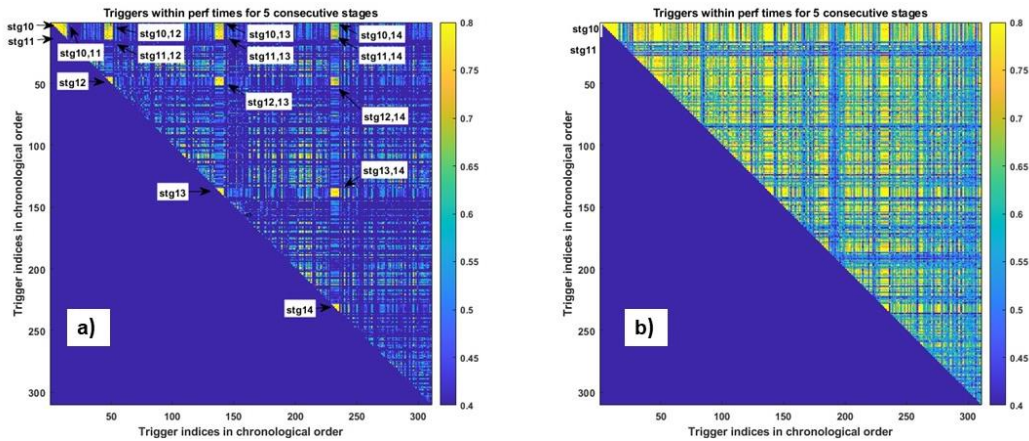 Triggers within perf times for 5 consecutive stages
stg10
stg11
stg10,11
stg10,12
stg11,12
stg10,13
stg11,13
stg10,14
stg11,14
stg12
stg12,13
stg12,14
stg13
stg13,14
stg14
a)
50
100
150
200
250
300
Trigger indices in chronological order
50
100
150
200
250
300
Trigger indices in chronological order
0.8
0.75
0.7
0.65
0.6
0.55
0.5
0.45
0.4
Triggers within perf times for 5 consecutive stages
stg10
stg11
b)
50
100
150
200
250
300
Trigger indices in chronological order
50
100
150
200
250
300
Trigger indices in chronological order
0.8
0.75
0.7
0.65
0.6
0.55
0.5
0.45
0.4